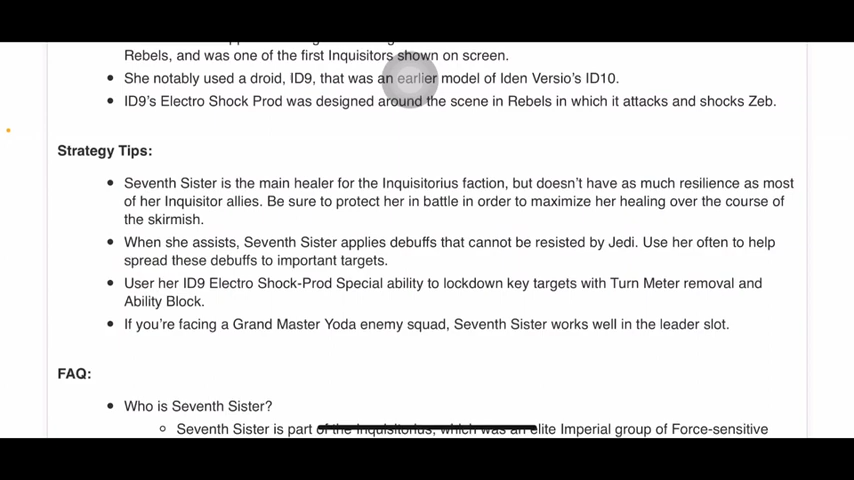 Rebels, and was one of the first Inquisitors shown on screen.
• She notably used a droid, ID9, that was an earlier model of Iden Versio's ID10.
• ID9's Electro Shock Prod was designed around the scene in Rebels in which it attacks and shocks Zeb.
Strategy Tips:
• Seventh Sister is the main healer for the Inquisitorius faction, but doesn't have as much resilience as most
of her Inquisitor allies. Be sure to protect her in battle in order to maximize her healing over the course of
the skirmish.
• When she assists, Seventh Sister applies debuffs that cannot be resisted by Jedi. Use her often to help
spread these debuffs to important targets.
• User her ID9 Electro Shock-Prod Special ability to lockdown key targets with Turn Meter removal and
Ability Block.
• If you're facing a Grand Master Yoda enemy squad, Seventh Sister works well in the leader slot.
FAQ:
• Who is Seventh Sister?
○ Seventh Sister is part of the Inquisitorius, which was an elite Imperial group of Force-sensitive